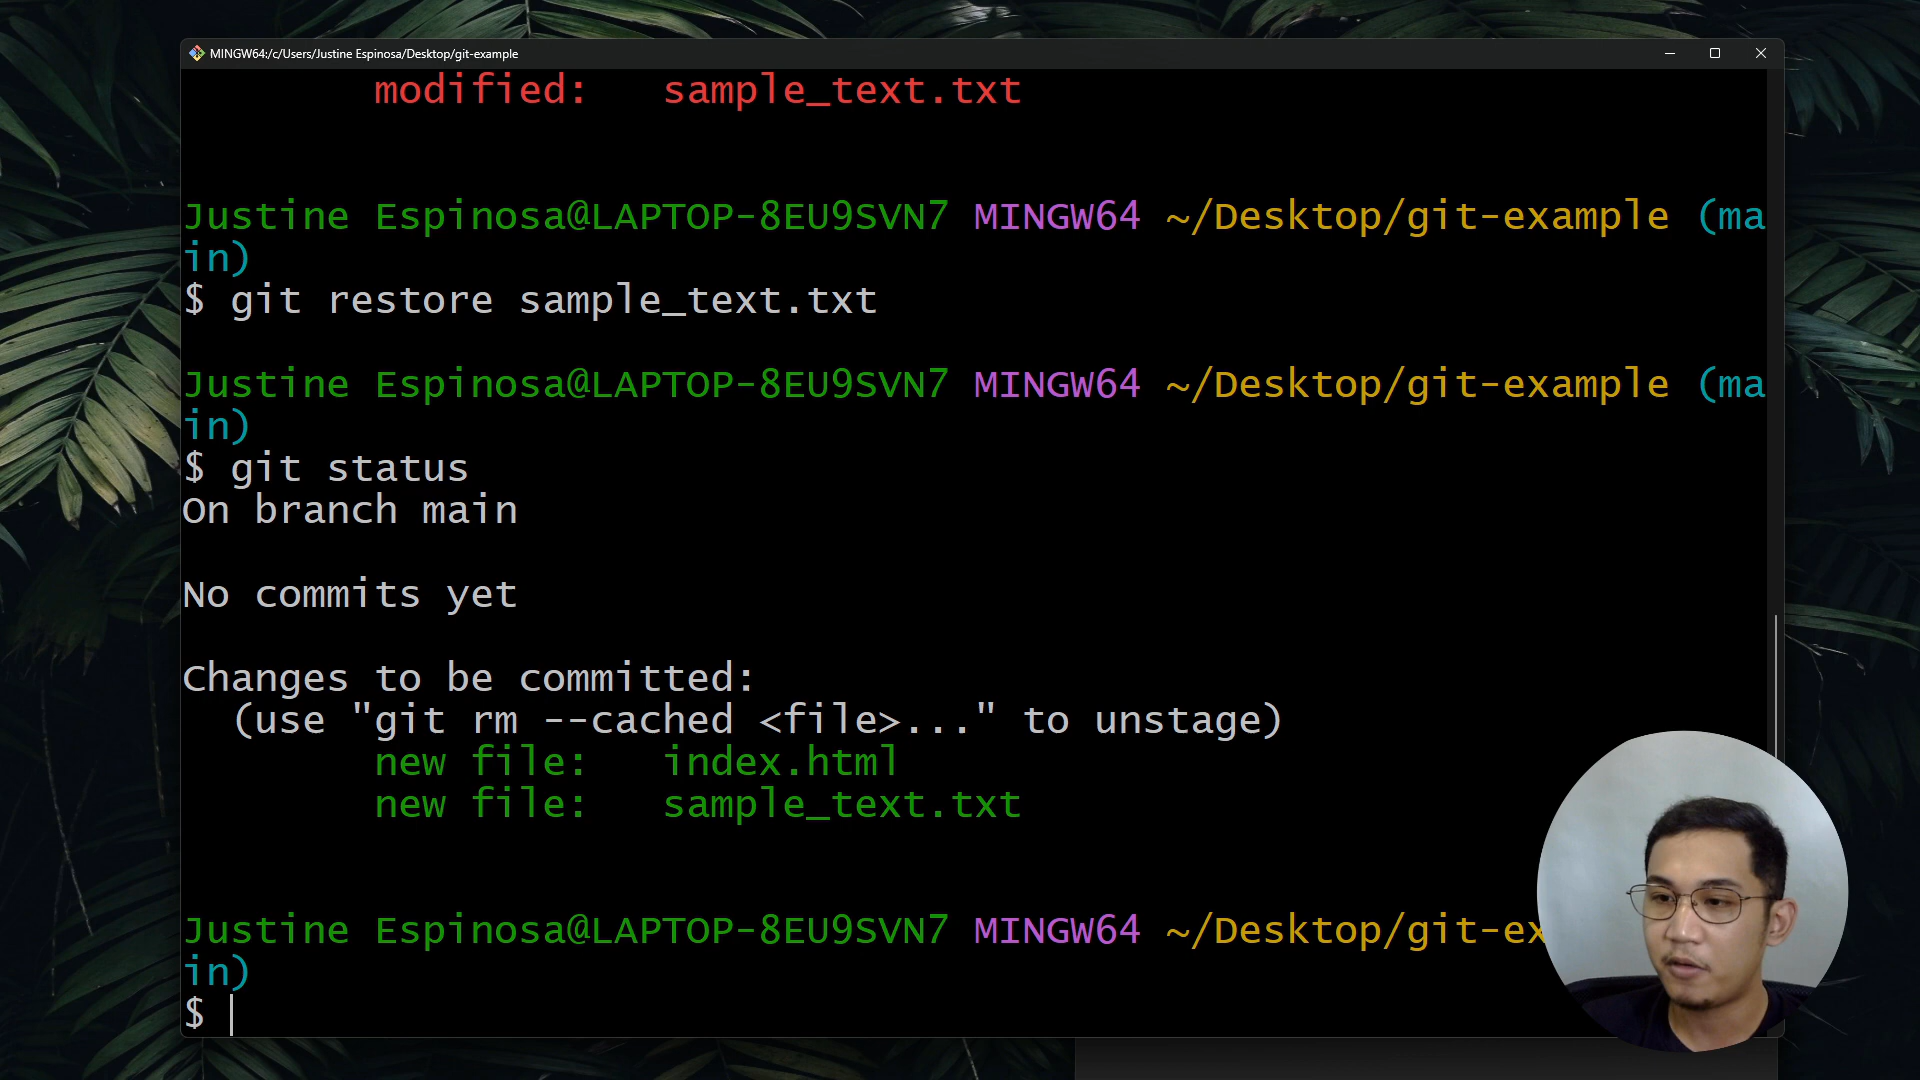 MINGW64:/c/Users/Justine Espinosa/Desktop/git-example
modified: sample_text.txt
Justine Espinosa@LAPTOP-8EU9SVN7 MINGW64 ~/Desktop/git-example (ma
in)
$ git restore sample_text.txt
Justine Espinosa@LAPTOP-8EU9SVN7 MINGW64 ~/Desktop/git-example (ma
in)
$ git status
On branch main
No commits yet
Changes to be committed:
(use "git rm --cached <file>..." to unstage)
new file: index.html
new file: sample_text.txt
Justine Espinosa@LAPTOP-8EU9SVN7 MINGW64 ~/Desktop/git-ex
in)
$